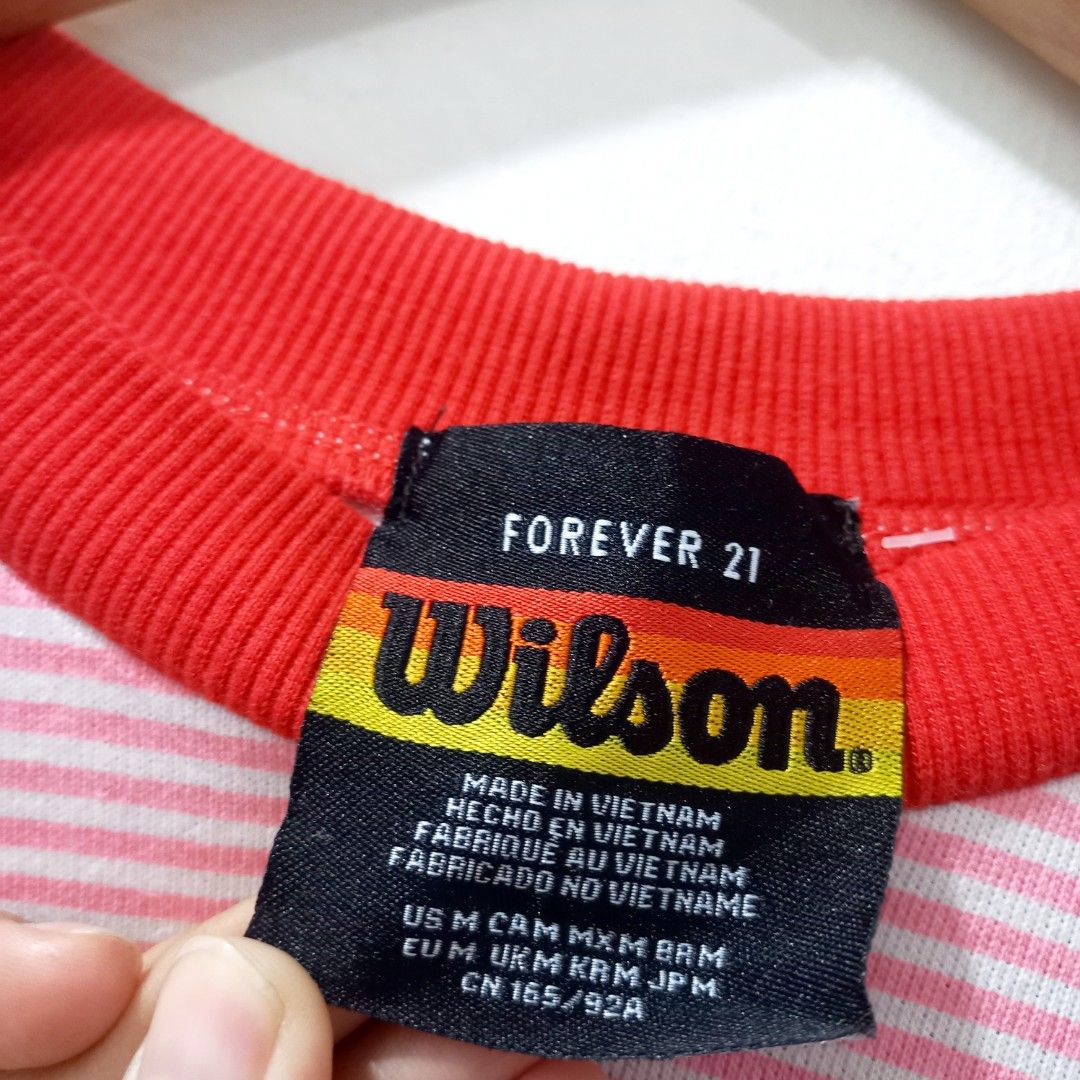 FOREVER 21
Wilson®
MADE IN VIETNAM
HECHO EN VIETNAM
FABRIQUÉ AU VIETNAM
FABRICADO NO VIETNAME
US M CA M MX M BR M
EU M UK M KR M JP M
CN 165/92A